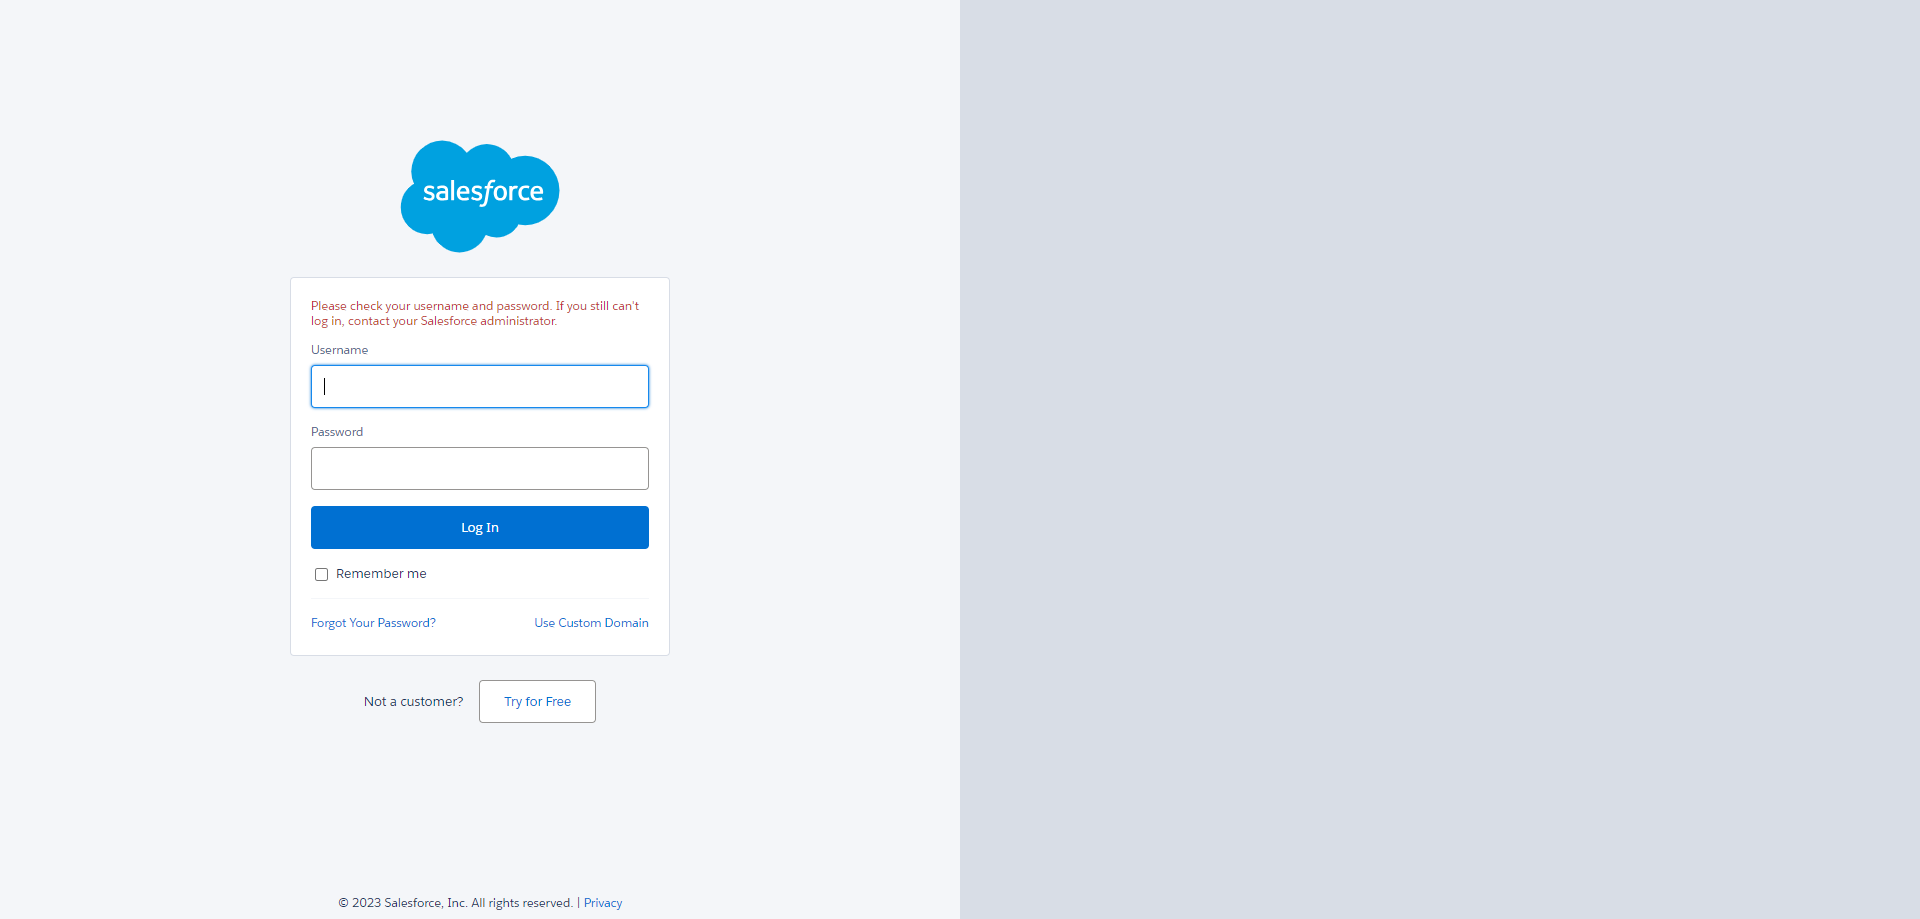 salesforce
Please check your username and password. If you still can't
log in, contact your Salesforce administrator.
Username
Password
Log In
Remember me
Forgot Your Password? Use Custom Domain
Not a customer? Try for Free
© 2023 Salesforce, Inc. All rights reserved. | Privacy